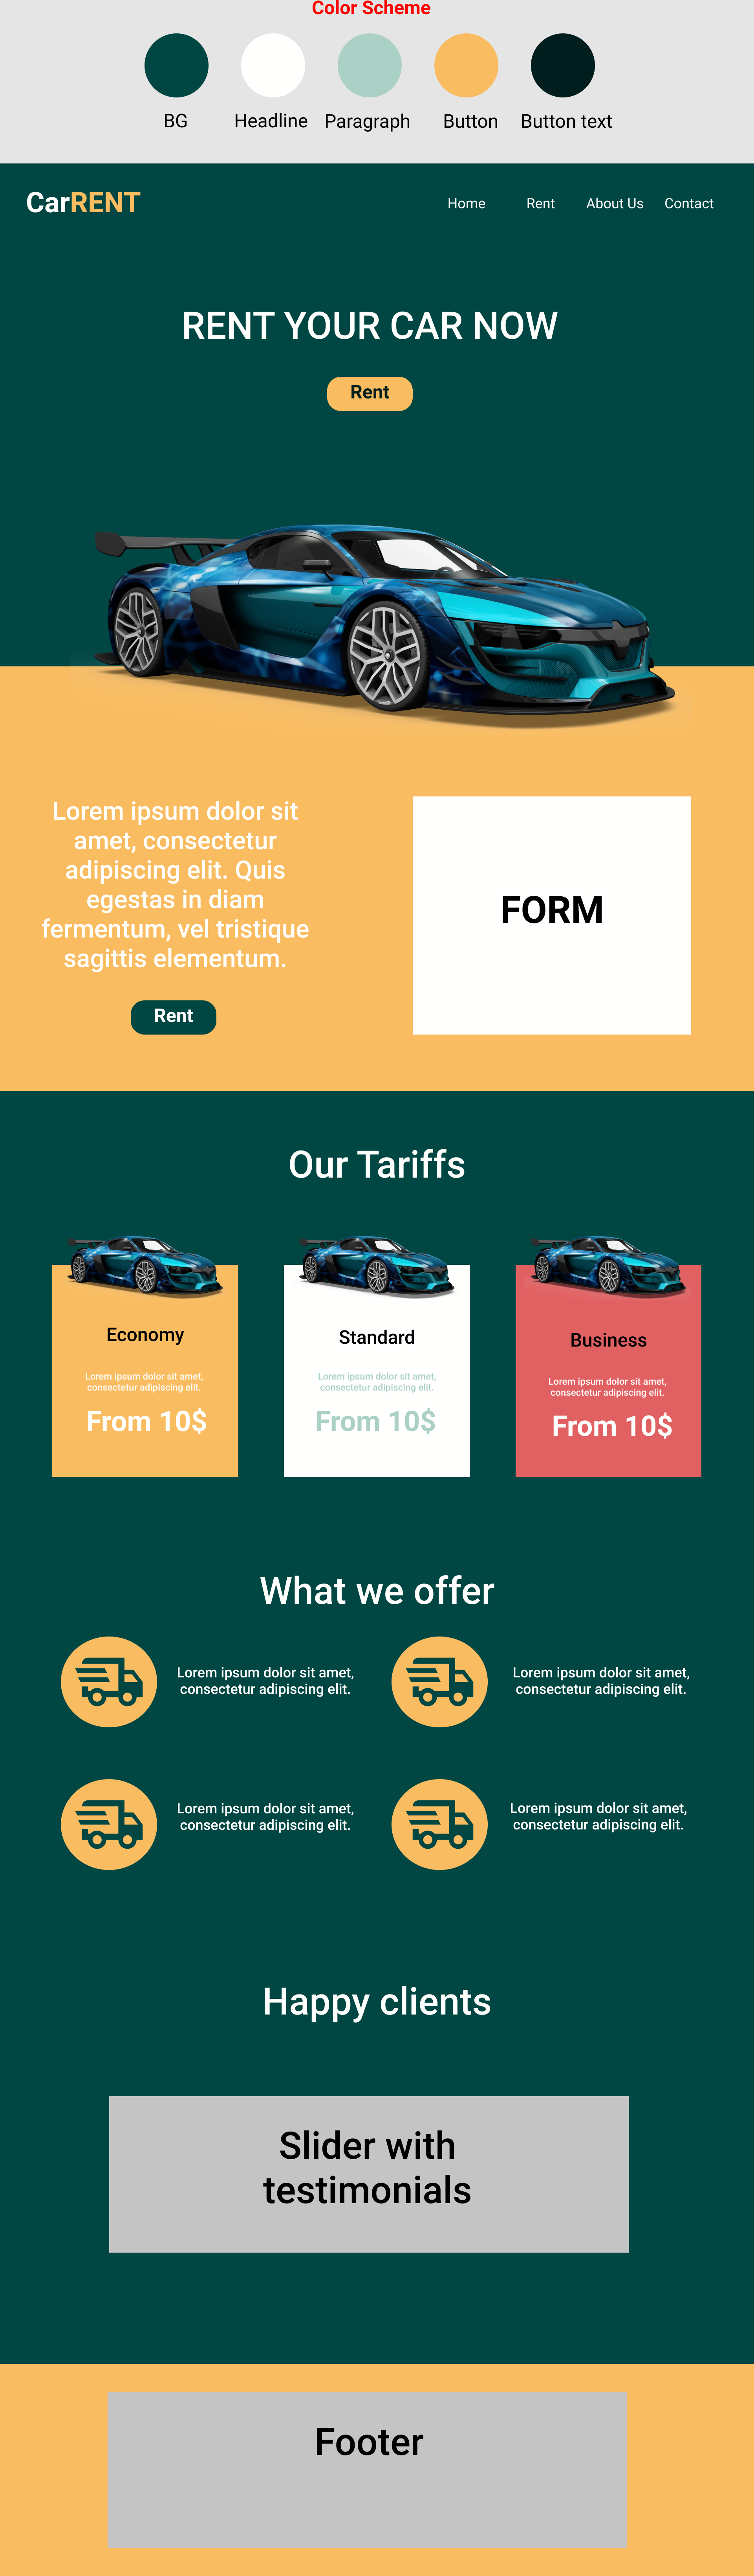 Color Scheme
BG Headline Paragraph Button Button text
CarRENT
Home Rent About Us Contact
RENT YOUR CAR NOW
Rent
Lorem ipsum dolor sit
amet, consectetur
adipiscing elit. Quis
egestas in diam
fermentum, vel tristique
sagittis elementum.
Rent
FORM
Our Tariffs
Economy
Lorem ipsum dolor sit amet,
consectetur adipiscing elit.
From 10$
Standard
Lorem ipsum dolor sit amet,
consectetur adipiscing elit.
From 10$
Business
Lorem ipsum dolor sit amet,
consectetur adipiscing elit.
From 10$
What we offer
Lorem ipsum dolor sit amet,
consectetur adipiscing elit.
Lorem ipsum dolor sit amet,
consectetur adipiscing elit.
Lorem ipsum dolor sit amet,
consectetur adipiscing elit.
Lorem ipsum dolor sit amet,
consectetur adipiscing elit.
Happy clients
Slider with
testimonials
Footer